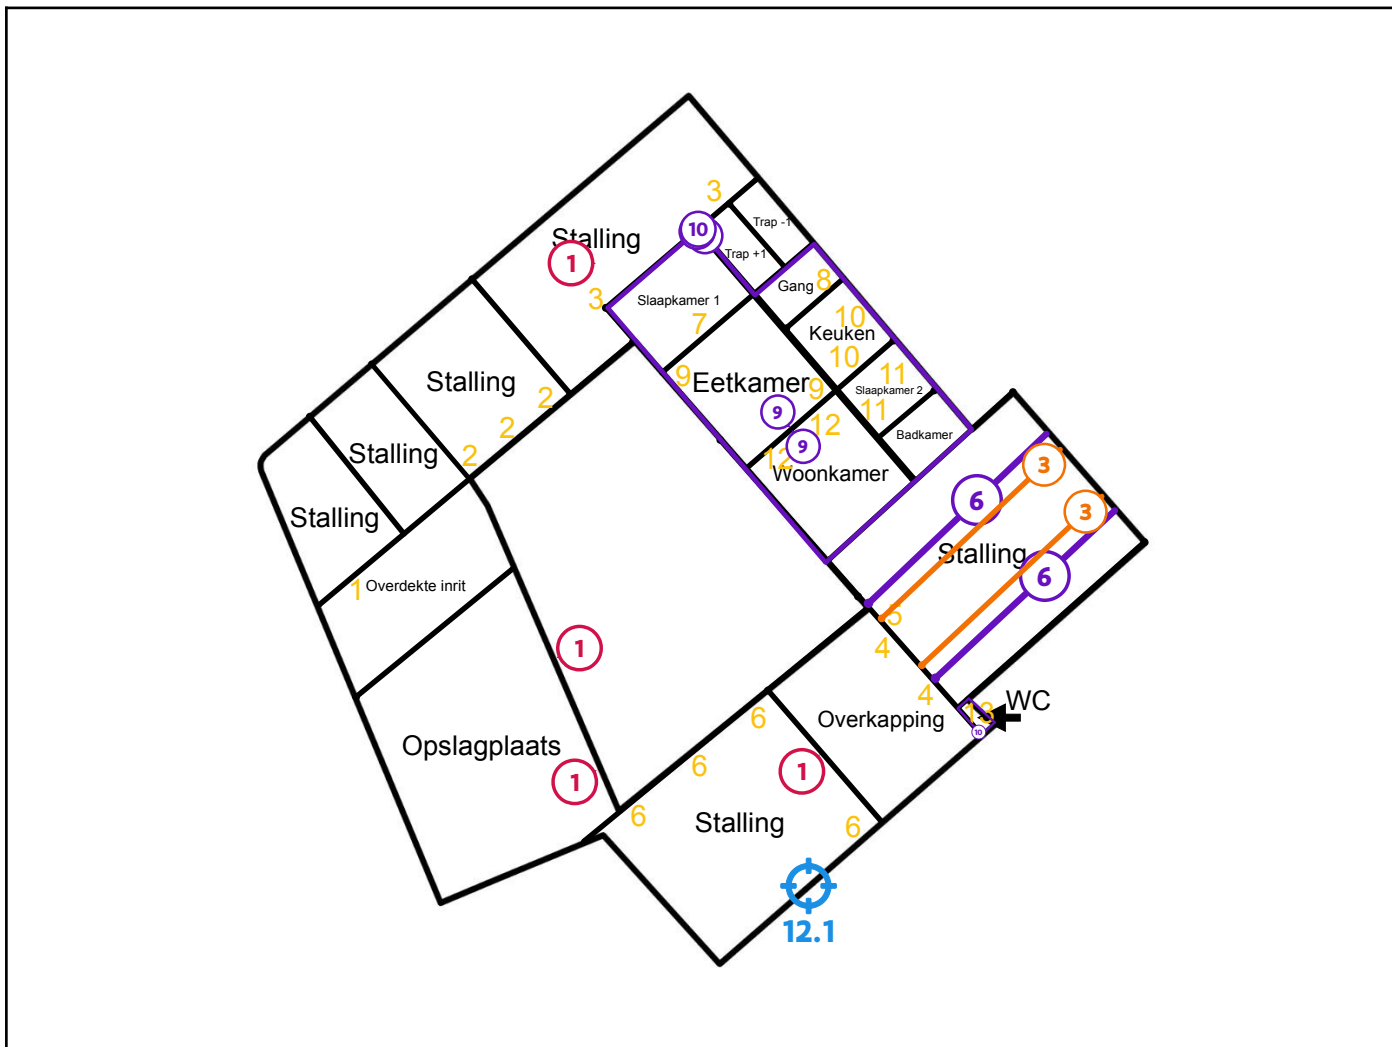 3
Trap -1
10
Stalling
Trap +1
1
Gang
8
3
Slaapkamer 1
10
7
Keuken
10
9
Eetkamer
9
11
Slaapkamer 2
Stalling
2
11
9
12
Badkamer
2
9
12
Stalling
2
Woonkamer
3
6
3
Stalling
Stalling
6
1
Overdekte inrit
5
4
1
4
WC
13
10
6
Overkapping
Opslagplaats
6
1
1
6
Stalling
6
12.1